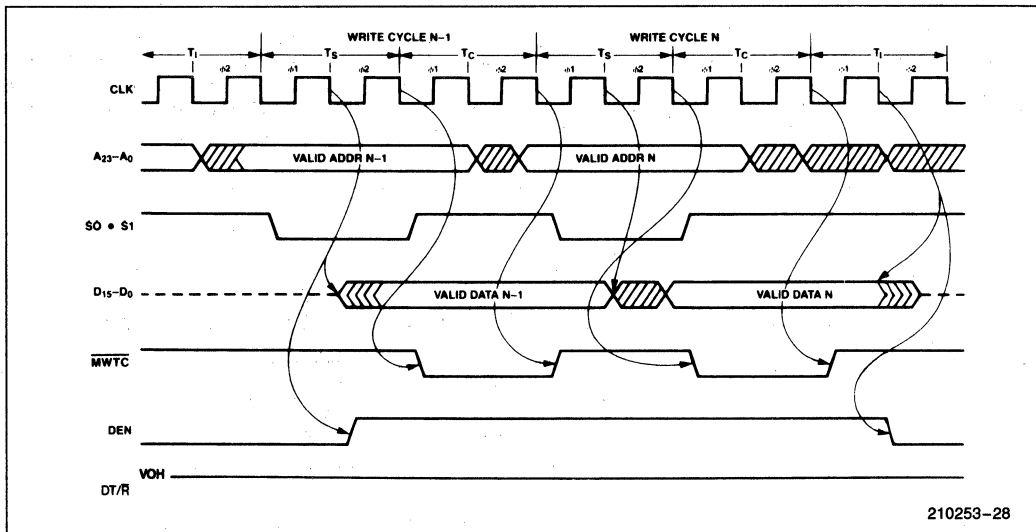 WRITE CYCLE N-1 WRITE CYCLE N
TI TS TC TS TC TI
ϕ2 ϕ1 ϕ2 ϕ1 ϕ2 ϕ1 ϕ2 ϕ1 ϕ2 ϕ1 ϕ2
CLK
A23-A0 VALID ADDR N-1 VALID ADDR N
S0 • S1
D15-D0 VALID DATA N-1 VALID DATA N
MWTC
DEN
VOH
DT/R
210253-28